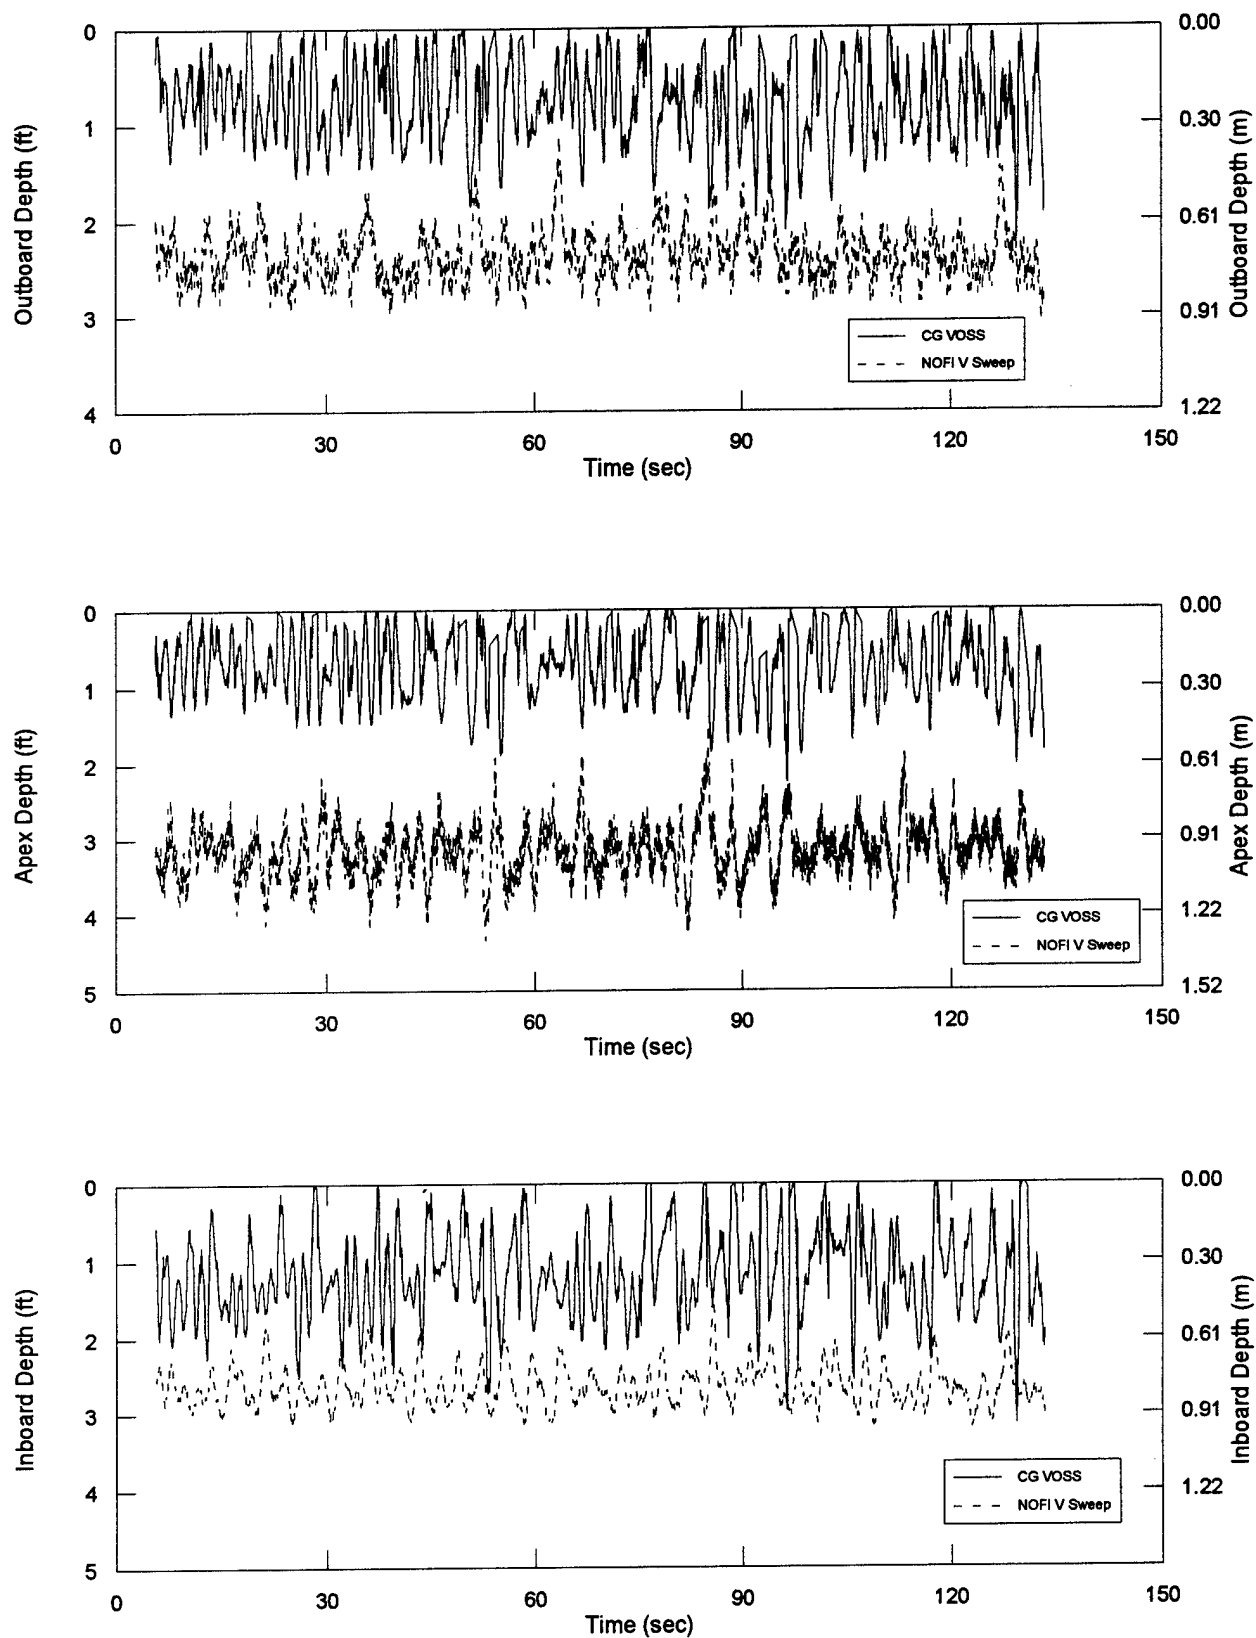 0
1
2
3
4
Outboard Depth (ft)
0.00
0.30
0.61
0.91
1.22
Outboard Depth (m)
CG VOSS
NOFI V Sweep
0 30 60 90 120 150
Time (sec)
0
1
2
3
4
5
Apex Depth (ft)
0.00
0.30
0.61
0.91
1.22
1.52
Apex Depth (m)
CG VOSS
NOFI V Sweep
0 30 60 90 120 150
Time (sec)
0
1
2
3
4
5
Inboard Depth (ft)
0.00
0.30
0.61
0.91
1.22
Inboard Depth (m)
CG VOSS
NOFI V Sweep
0 30 60 90 120 150
Time (sec)